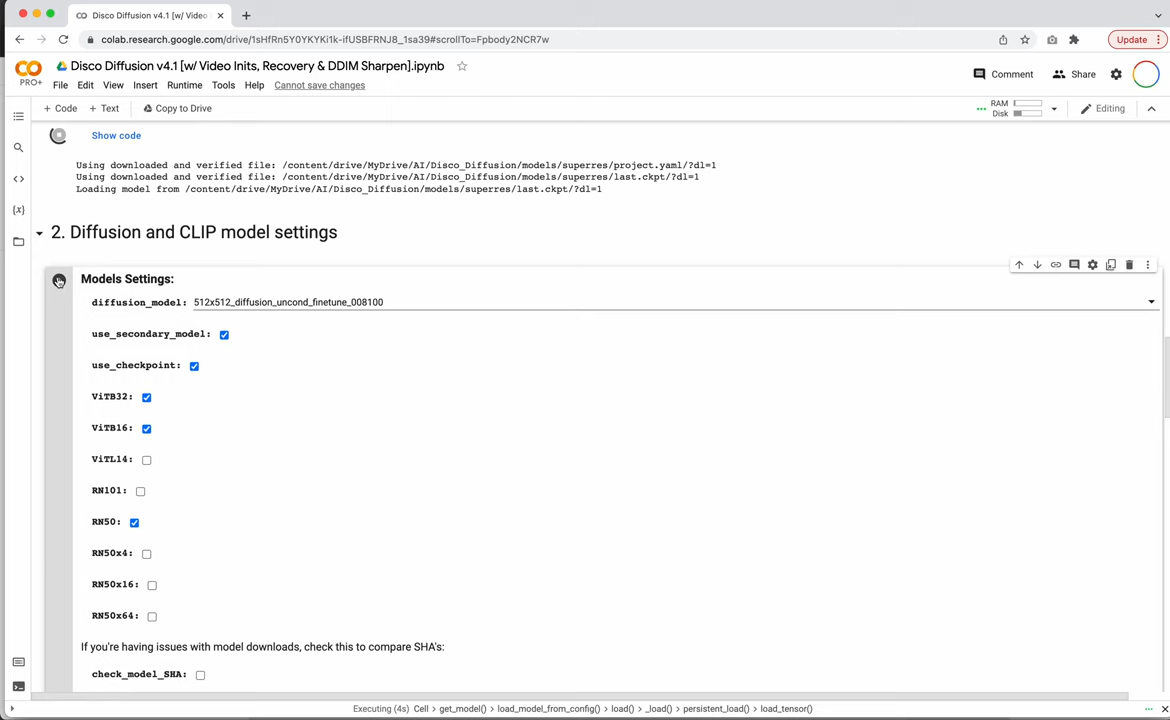 Disco Diffusion v4.1 [w/ Video
colab.research.google.com/drive/1sHfRn5Y0YKYKi1k-ifUSBFRNJ8_1sa39#scrollTo=Fpbody2NCR7w
Update
PRO+
Disco Diffusion v4.1 [w/ Video Inits, Recovery & DDIM Sharpen].ipynb
File Edit View Insert Runtime Tools Help Cannot save changes
Comment Share
+ Code + Text Copy to Drive
RAM
Disk
Editing
Show code
Using downloaded and verified file: /content/drive/MyDrive/AI/Disco_Diffusion/models/superres/project.yaml/?dl=1
Using downloaded and verified file: /content/drive/MyDrive/AI/Disco_Diffusion/models/superres/last.ckpt/?dl=1
Loading model from /content/drive/MyDrive/AI/Disco_Diffusion/models/superres/last.ckpt/?dl=1
2. Diffusion and CLIP model settings
Models Settings:
diffusion_model: 512x512_diffusion_uncond_finetune_008100
use_secondary_model:
use_checkpoint:
ViTB32:
ViTB16:
ViTL14:
RN101:
RN50:
RN50x4:
RN50x16:
RN50x64:
If you're having issues with model downloads, check this to compare SHA's:
check_model_SHA:
Executing (4s) Cell > get_model() > load_model_from_config() > load() > _load() > persistent_load() > load_tensor()